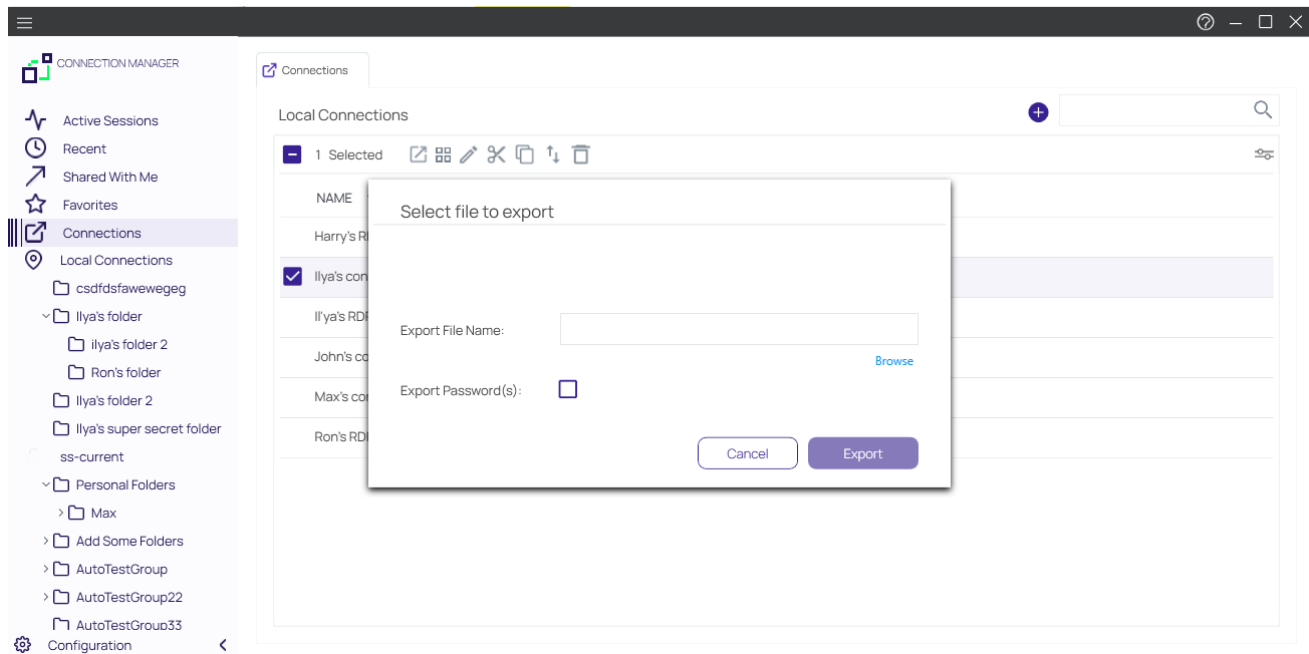 CONNECTION MANAGER
Active Sessions
Recent
Shared With Me
Favorites
Connections
Local Connections
csdfdsfawewegeg
Ilya's folder
ilya's folder 2
Ron's folder
Ilya's folder 2
Ilya's super secret folder
ss-current
Personal Folders
Max
Add Some Folders
AutoTestGroup
AutoTestGroup22
AutoTestGroup33
Configuration
Connections
Local Connections
1 Selected
NAME
Harry's
Ilya's con
Il'ya's RDP
John's co
Max's con
Ron's RD
Select file to export
Export File Name:
Browse
Export Password(s):
Cancel
Export